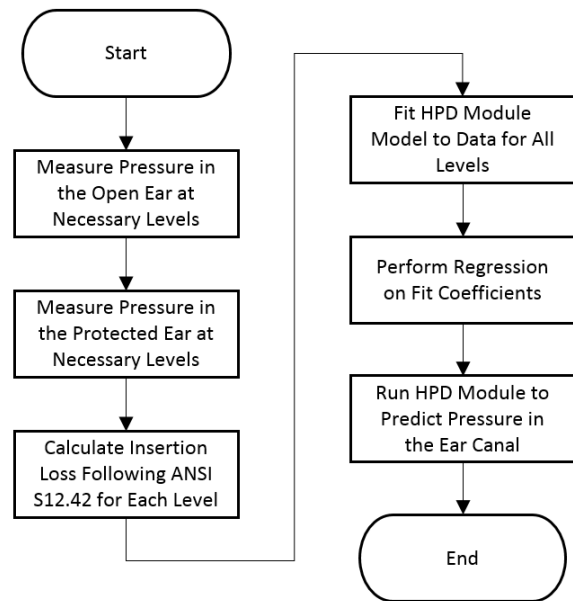 Start
Measure Pressure in
the Open Ear at
Necessary Levels
Measure Pressure in
the Protected Ear at
Necessary Levels
Calculate Insertion
Loss Following ANSI
S12.42 for Each Level
Fit HPD Module
Model to Data for All
Levels
Perform Regression
on Fit Coefficients
Run HPD Module to
Predict Pressure in
the Ear Canal
End